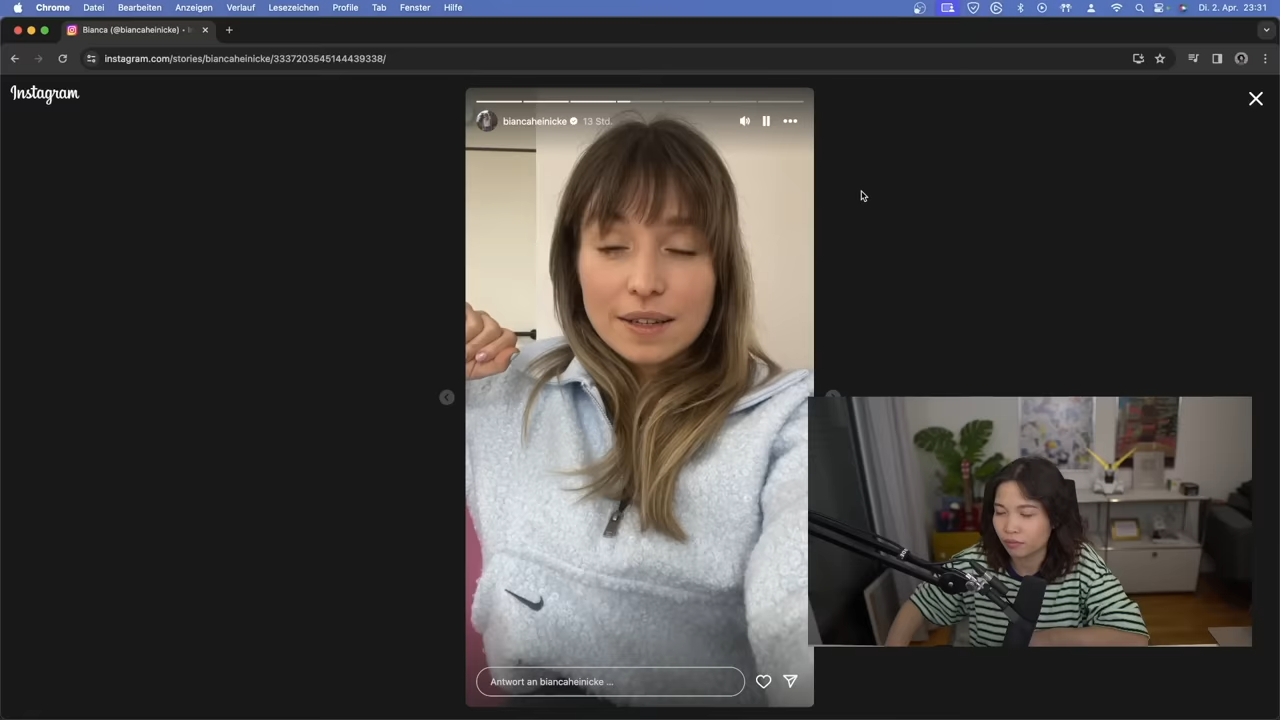 Chrome Datei Bearbeiten Anzeigen Verlauf Lesezeichen Profile Tab Fenster Hilfe Di. 2. Apr. 23:31
Bianca (@biancaheinicke) •
instagram.com/stories/biancaheinicke/3337203545144439338/
Instagram
biancaheinicke 13 Std.
Antwort an biancaheinicke ...